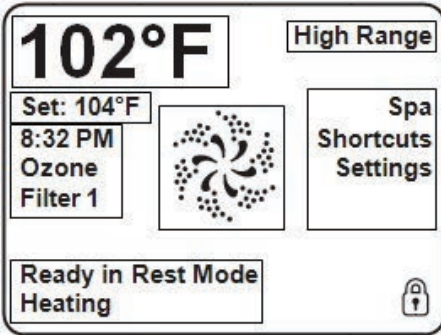 102°F
High Range
Set: 104°F
8:32 PM
Ozone
Filter 1
Spa
Shortcuts
Settings
Ready in Rest Mode
Heating